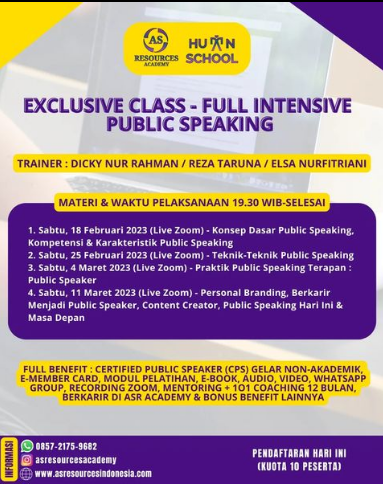 AS
RESOURCES
ACADEMY
HUMAN
SCHOOL
EXCLUSIVE CLASS - FULL INTENSIVE
PUBLIC SPEAKING
TRAINER : DICKY NUR RAHMAN / REZA TARUNA / ELSA NURFITRIANI
MATERI & WAKTU PELAKSANAAN 19.30 WIB-SELESAI
1. Sabtu, 18 Februari 2023 (Live Zoom) - Konsep Dasar Public Speaking,
Kompetensi & Karakteristik Public Speaking
2. Sabtu, 25 Februari 2023 (Live Zoom) - Teknik-Teknik Public Speaking
3. Sabtu, 4 Maret 2023 (Live Zoom) - Praktik Public Speaking Terapan :
Public Speaker
4. Sabtu, 11 Maret 2023 (Live Zoom) - Personal Branding, Berkarir
Menjadi Public Speaker, Content Creator, Public Speaking Hari Ini &
Masa Depan
FULL BENEFIT : CERTIFIED PUBLIC SPEAKER (CPS) GELAR NON-AKADEMIK,
E-MEMBER CARD, MODUL PELATIHAN, E-BOOK, AUDIO, VIDEO, WHATSAPP
GROUP, RECORDING ZOOM, MENTORING + 1O1 COACHING 12 BULAN,
BERKARIR DI ASR ACADEMY & BONUS BENEFIT LAINNYA
INFORMASI
0857-2175-9682
asresourcesacademy
www.asresourcesindonesia.com
PENDAFTARAN HARI INI
(KUOTA 10 PESERTA)